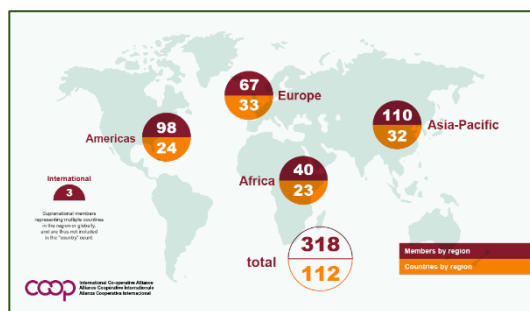 67
33
Europe
98
24
Americas
110
32
Asia-Pacific
International
3
Supranational members
representing multiple countries
in the region or globally,
and are thus not included
in the "country" count
40
23
Africa
318
112
total
Members by region
Countries by region
coop
International Co-operative Alliance
Alliance Coopérative Internationale
Alianza Cooperativa Internacional